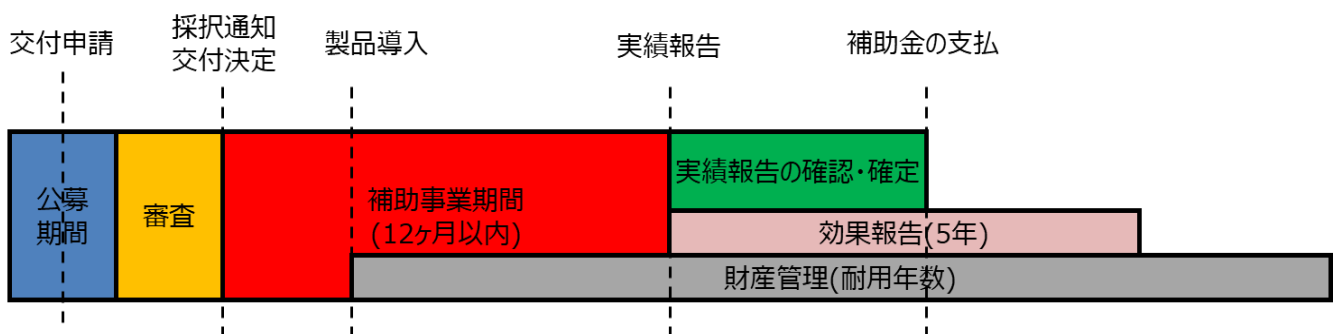 交付申請
採択通知
交付決定
製品導入
実績報告
補助金の支払
公募
期間
審査
補助事業期間
(12ヶ月以内)
実績報告の確認・確定
効果報告(5年)
財産管理(耐用年数)